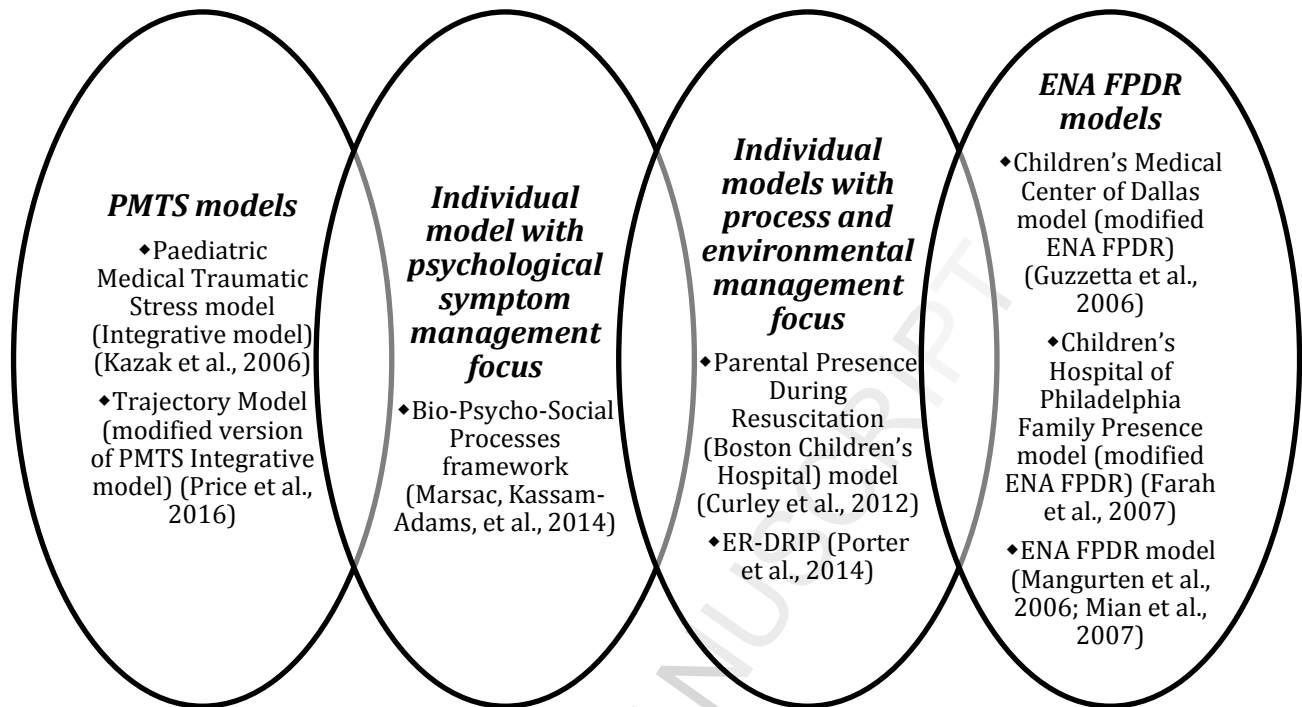 PMTS models
◆Paediatric
Medical Traumatic
Stress model
(Integrative model)
(Kazak et al., 2006)
◆Trajectory Model
(modified version
of PMTS Integrative
model) (Price et al.,
2016)
Individual
model with
psychological
symptom
management
focus
◆Bio-Psycho-Social
Processes
framework
(Marsac, Kassam-
Adams, et al., 2014)
Individual
models with
process and
environmental
management
focus
◆Parental Presence
During
Resuscitation
(Boston Children's
Hospital) model
(Curley et al., 2012)
◆ER-DRIP (Porter
et al., 2014)
ENA FPDR
models
◆Children's Medical
Center of Dallas
model (modified
ENA FPDR)
(Guzzetta et al.,
2006)
◆Children's
Hospital of
Philadelphia
Family Presence
model (modified
ENA FPDR) (Farah
et al., 2007)
◆ENA FPDR model
(Mangurten et al.,
2006; Mian et al.,
2007)
NUSCRIPT